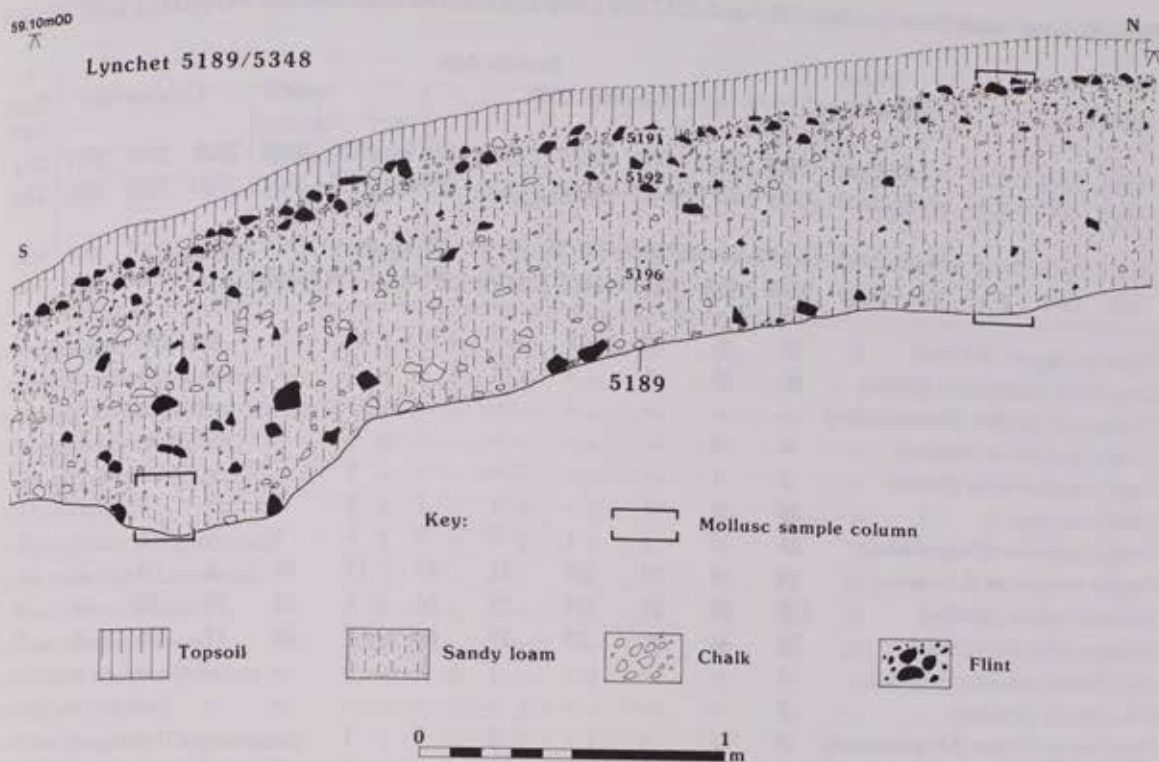 59.10mOD
N
Lynchet 5189/5348
5191
5192
S
5196
5189
Key:
Mollusc sample column
Topsoil
Sandy loam
Chalk
Flint
0 1
m